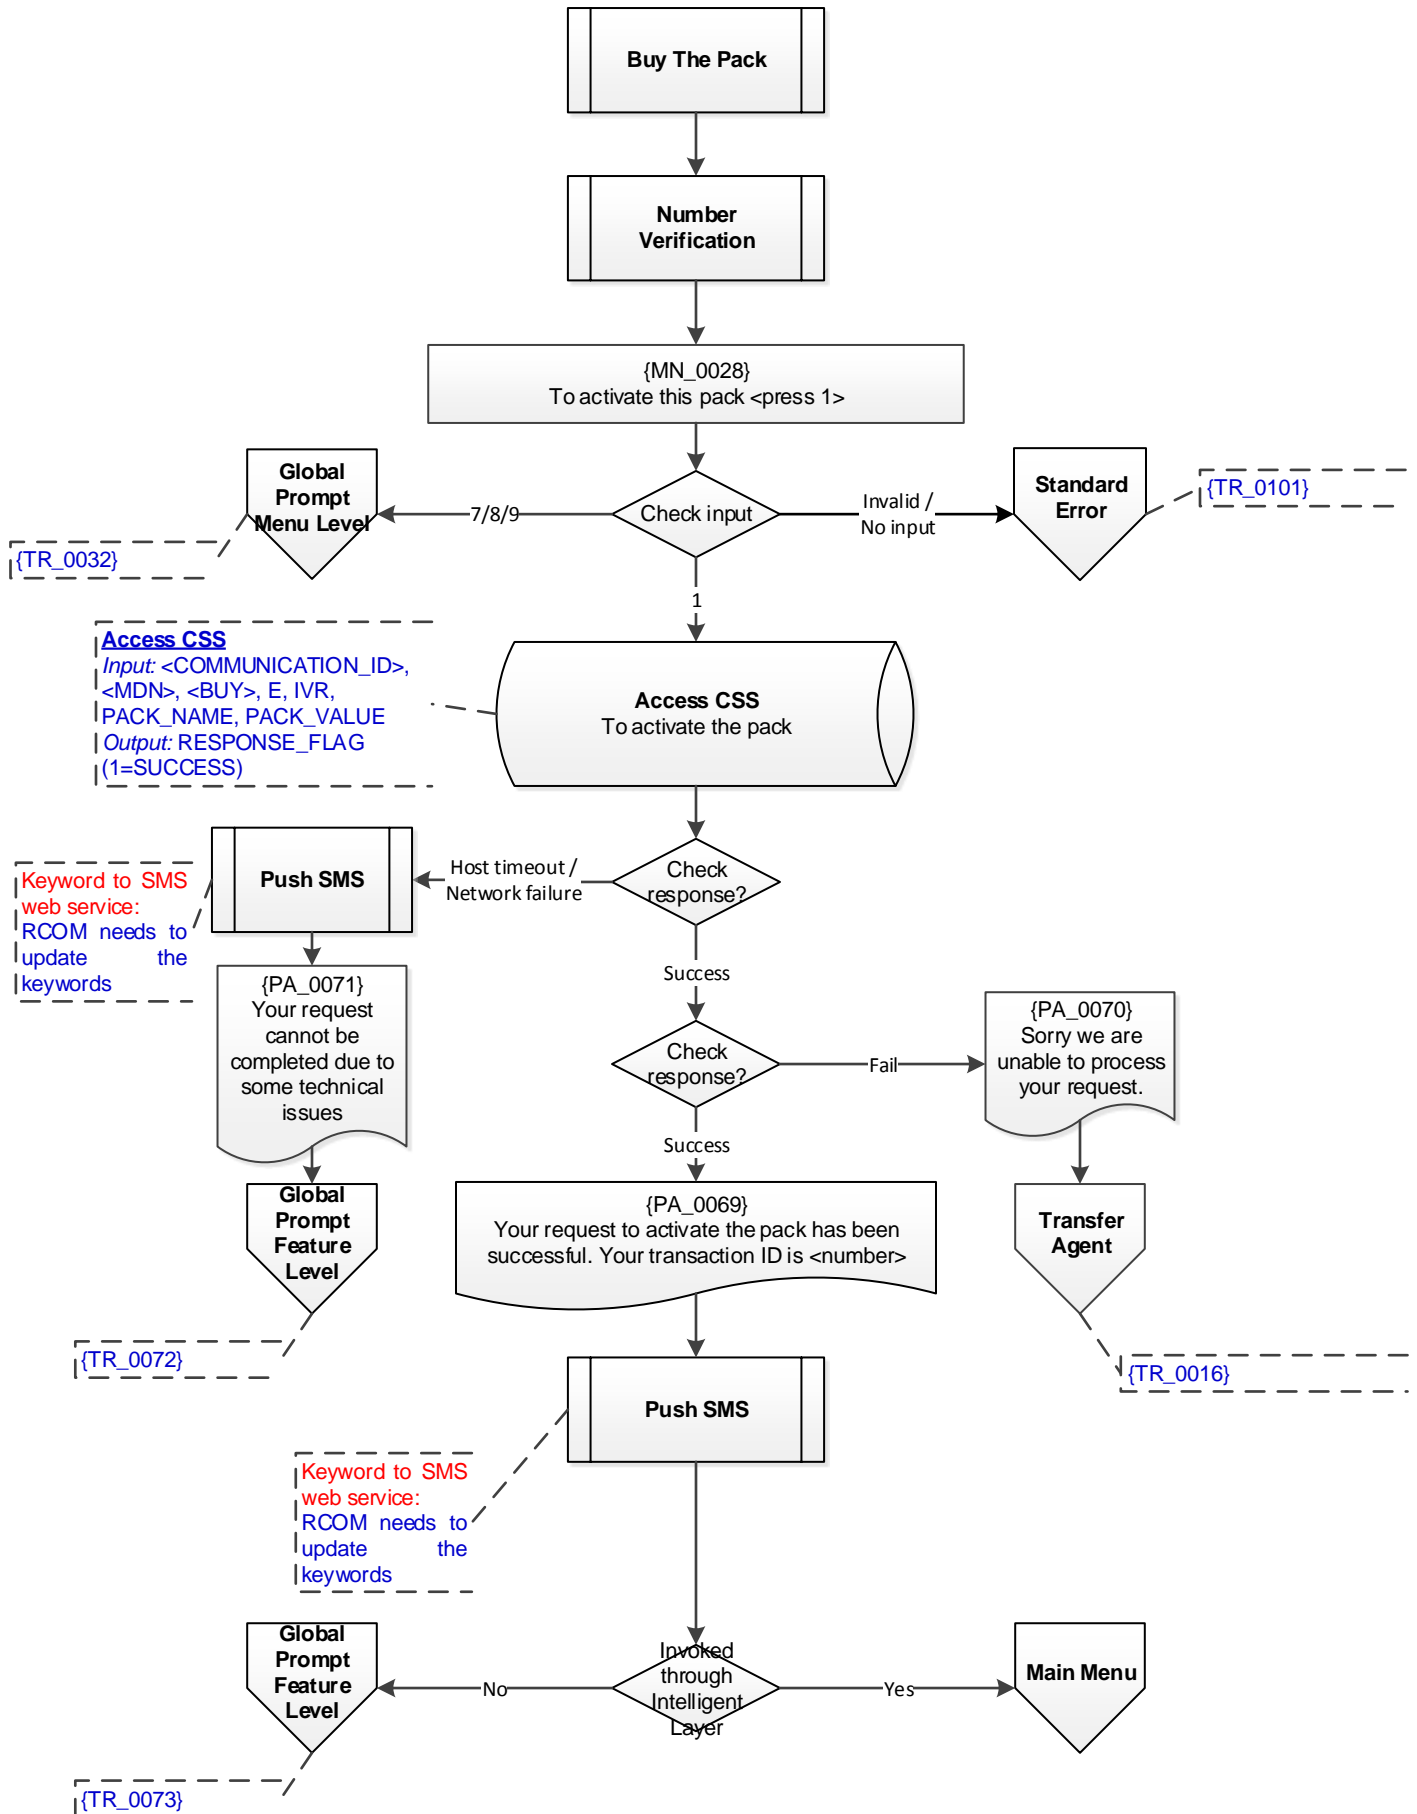 Buy The Pack
Number
Verification
{MN_0028}
To activate this pack <press 1>
Global
Prompt
Menu Level
7/8/9
Check input
Invalid /
No input
Standard
Error
{TR_0101}
{TR_0032}
1
Access CSS
Input: <COMMUNICATION_ID>,
<MDN>, <BUY>, E, IVR,
PACK_NAME, PACK_VALUE
Output: RESPONSE_FLAG
(1=SUCCESS)
Access CSS
To activate the pack
Keyword to SMS
web service:
RCOM needs to
update the
keywords
Push SMS
Host timeout /
Network failure
Check
response?
Success
{PA_0071}
Your request
cannot be
completed due to
some technical
issues
Check
response?
Fail
{PA_0070}
Sorry we are
unable to process
your request.
Success
Global
Prompt
Feature
Level
{PA_0069}
Your request to activate the pack has been
successful. Your transaction ID is <number>
Transfer
Agent
{TR_0072}
{TR_0016}
Push SMS
Keyword to SMS
web service:
RCOM needs to
update the
keywords
Global
Prompt
Feature
Level
No
Invoked
through
Intelligent
Layer
Yes
Main Menu
{TR_0073}